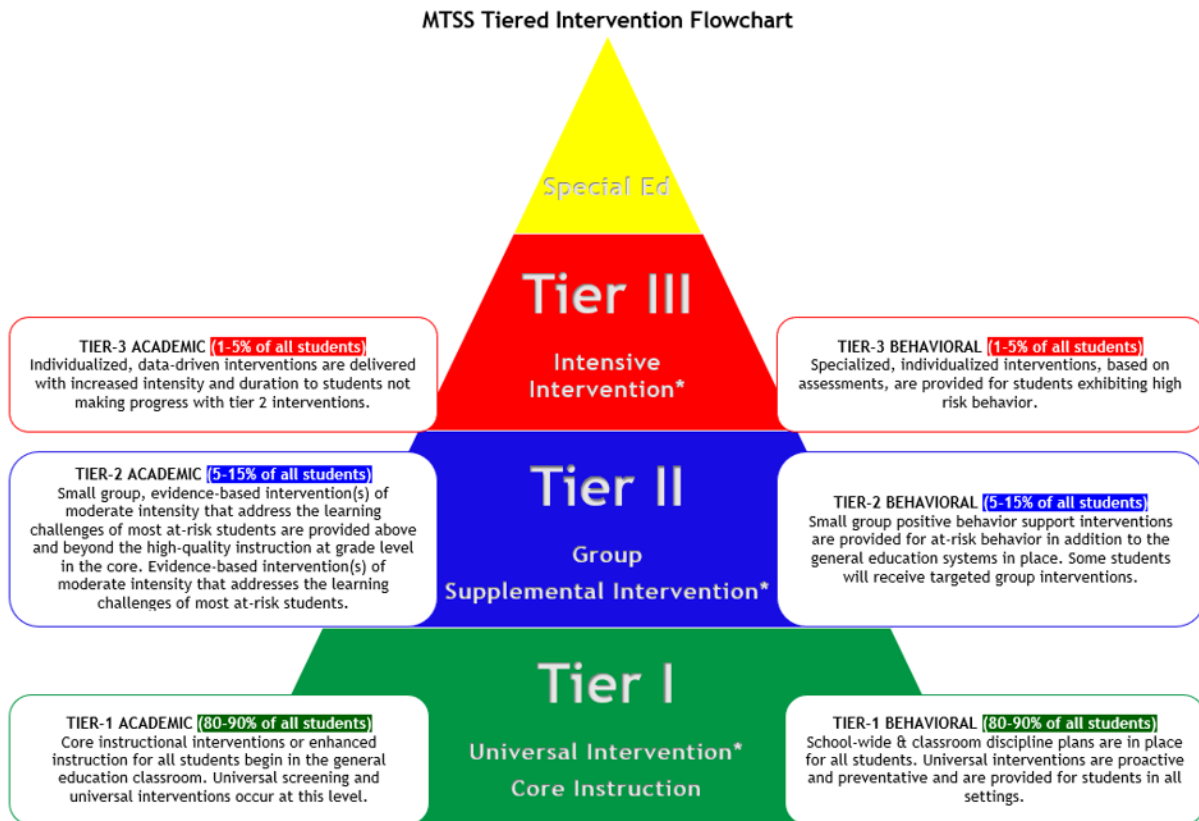 MTSS Tiered Intervention Flowchart
Special Ed
Tier III
Intensive
Intervention*
TIER-3 ACADEMIC (1-5% of all students)
Individualized, data-driven interventions are delivered
with increased intensity and duration to students not
making progress with tier 2 interventions.
TIER-3 BEHAVIORAL (1-5% of all students)
Specialized, individualized interventions, based on
assessments, are provided for students exhibiting high
risk behavior.
Tier II
Group
Supplemental Intervention*
TIER-2 ACADEMIC (5-15% of all students)
Small group, evidence-based intervention(s) of
moderate intensity that address the learning
challenges of most at-risk students are provided above
and beyond the high-quality instruction at grade level
in the core. Evidence-based intervention(s) of
moderate intensity that addresses the learning
challenges of most at-risk students.
TIER-2 BEHAVIORAL (5-15% of all students)
Small group positive behavior support interventions
are provided for at-risk behavior in addition to the
general education systems in place. Some students
will receive targeted group interventions.
Tier I
Universal Intervention*
Core Instruction
TIER-1 ACADEMIC (80-90% of all students)
Core instructional interventions or enhanced
instruction for all students begin in the general
education classroom. Universal screening and
universal interventions occur at this level.
TIER-1 BEHAVIORAL (80-90% of all students)
School-wide & classroom discipline plans are in place
for all students. Universal interventions are proactive
and preventative and are provided for students in all
settings.